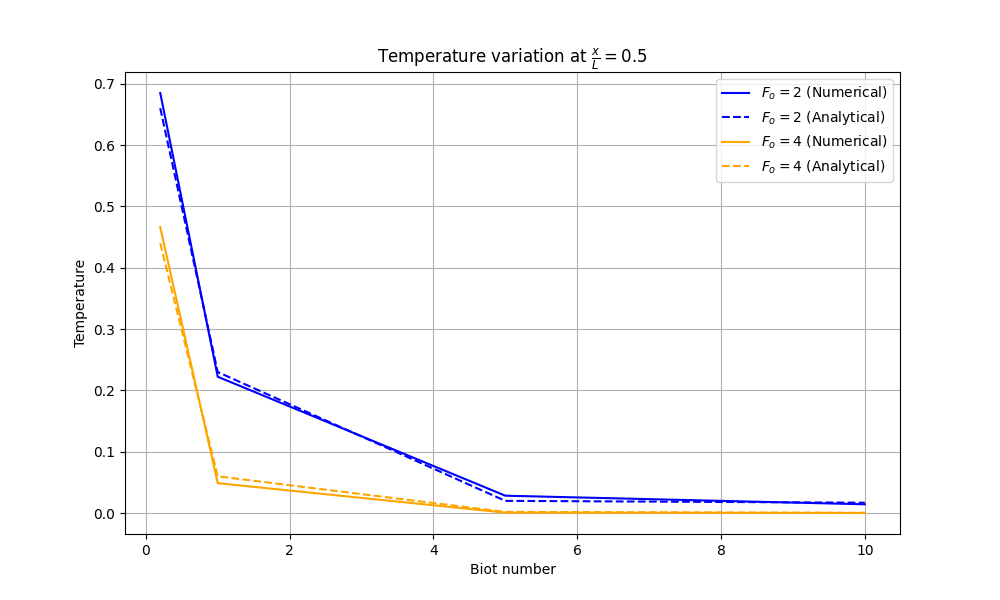 Temperature variation at $\frac{x}{L} = 0.5$
0.7
0.6
0.5
0.4
0.3
0.2
0.1
0.0
Temperature
0 2 4 6 8 10
Biot number
$F_o = 2$ (Numerical)
$F_o = 2$ (Analytical)
$F_o = 4$ (Numerical)
$F_o = 4$ (Analytical)